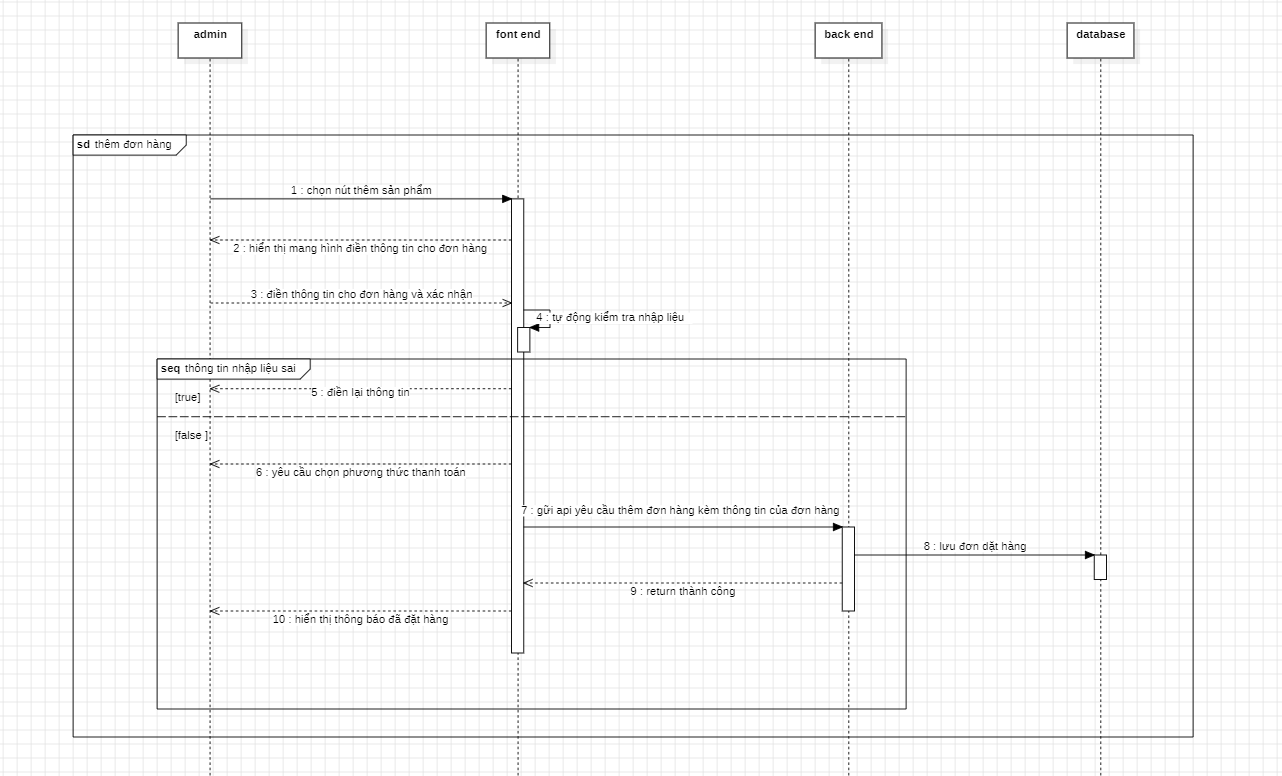 admin
font end
back end
database
sd thêm đơn hàng
1 : chọn nút thêm sản phẩm
2 : hiển thị mang hình điền thông tin cho đơn hàng
3 : điền thông tin cho đơn hàng và xác nhận
4 : tự động kiểm tra nhập liệu
seq thông tin nhập liệu sai
[true]
5 : điền lại thông tin
[false ]
6 : yêu cầu chọn phương thức thanh toán
7 : gữi api yêu cầu thêm đơn hàng kèm thông tin của đơn hàng
8 : lưu đơn dặt hàng
9 : return thành công
10 : hiển thị thông báo đã đặt hàng